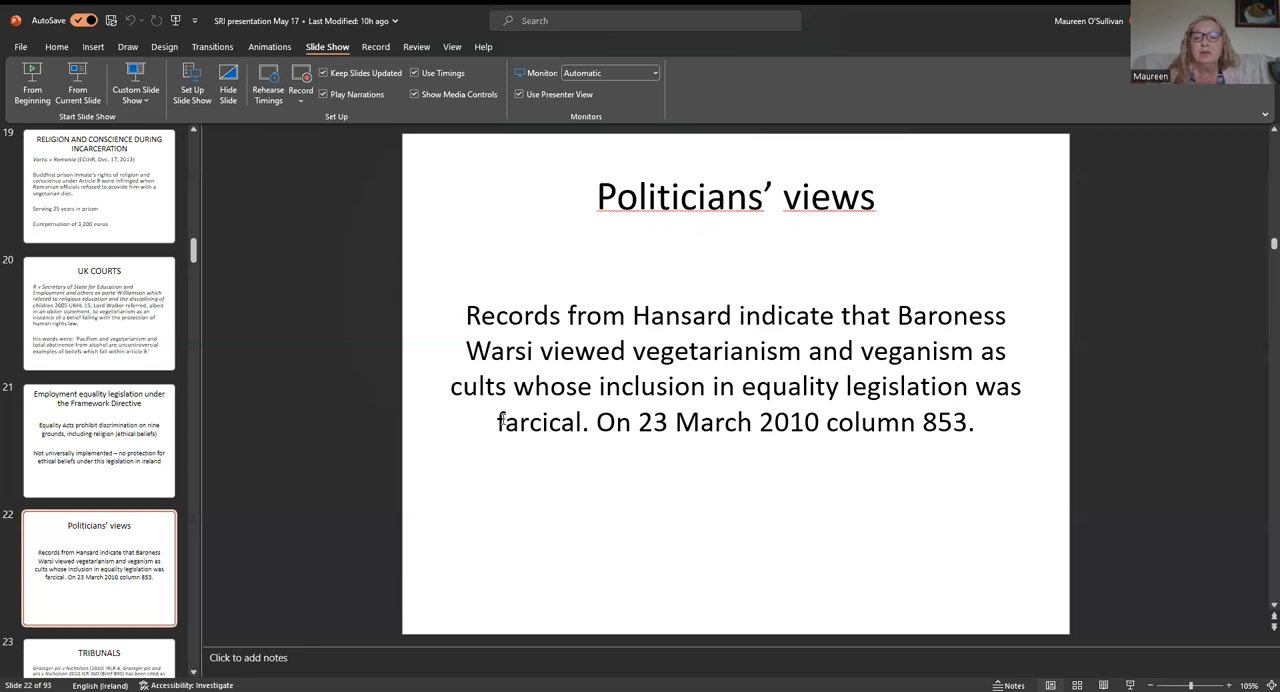 AutoSave
SRI presentation May 17 • Last Modified: 10h ago
Search
Maureen O'Sullivan
File Home Insert Draw Design Transitions Animations Slide Show Record Review View Help
From Beginning
From Current Slide
Custom Slide Show
Set Up Slide Show
Hide Slide
Rehearse Timings
Record
Keep Slides Updated
Play Narrations
Use Timings
Show Media Controls
Monitor: Automatic
Use Presenter View
Start Slide Show
Set Up
Monitors
Maureen
19
RELIGION AND CONSCIENCE DURING
INCARCERATION
Vartic v Romania (ECtHR, Dec. 17, 2013)
Buddhist prison inmate's rights of religion and
conscience under Article 9 were infringed when
Romanian officials refused to provide him with a
vegetarian diet.
Serving 25 years in prison
Compensation of 3,200 euros
20
UK COURTS
R v Secretary of State for Education and
Employment and others ex parte Williamson which
related to religious education and the disciplining of
children 2005 UKHL 15. Lord Walker referred, albeit
in an obiter statement, to vegetarianism as an
instance of a belief falling with the protection of
human rights law.
His words were: 'Pacifism and vegetarianism and
total abstinence from alcohol are uncontroversial
examples of beliefs which fall within article 9.'
21
Employment equality legislation under
the Framework Directive
Equality Acts prohibit discrimination on nine
grounds, including religion (ethical beliefs)
Not universally implemented – no protection for
ethical beliefs under this legislation in Ireland
22
Politicians' views
Records from Hansard indicate that Baroness
Warsi viewed vegetarianism and veganism as
cults whose inclusion in equality legislation was
farcical. On 23 March 2010 column 853.
23
TRIBUNALS
Grainger plc v Nicholson [2010] IRLR 4, Grainger plc and
ors v Nicholson 2010 ICR 360 (Brief 890) has been cited as
Politicians' views
Records from Hansard indicate that Baroness
Warsi viewed vegetarianism and veganism as
cults whose inclusion in equality legislation was
farcical. On 23 March 2010 column 853.
Click to add notes
Slide 22 of 93 English (Ireland) Accessibility: Investigate
Notes
105%